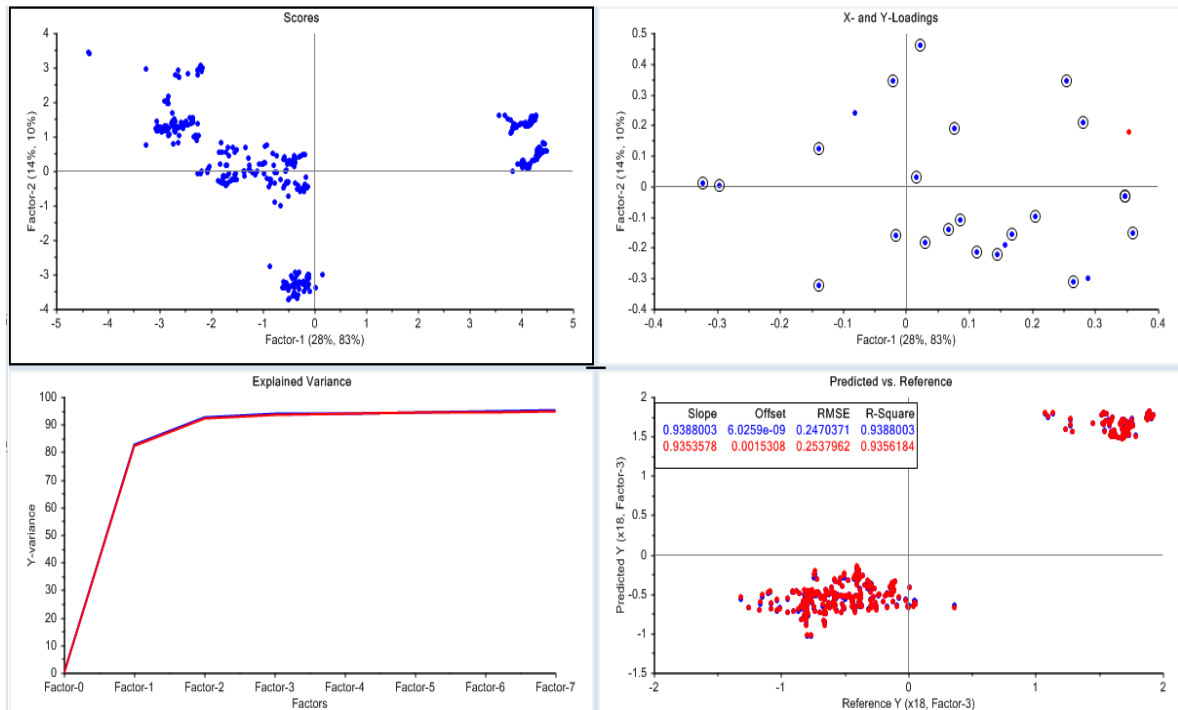 Scores
4
3
2
1
0
-1
-2
-3
-4
-5 -4 -3 -2 -1 0 1 2 3 4 5
Factor-2 (14%, 10%)
Factor-1 (28%, 83%)
X- and Y-Loadings
0.5
0.4
0.3
0.2
0.1
0
-0.1
-0.2
-0.3
-0.4
-0.4 -0.3 -0.2 -0.1 0 0.1 0.2 0.3 0.4
Factor-2 (14%, 10%)
Factor-1 (28%, 83%)
Explained Variance
100
90
80
70
60
50
40
30
20
10
0
Factor-0 Factor-1 Factor-2 Factor-3 Factor-4 Factor-5 Factor-6 Factor-7
Y-variance
Factors
Predicted vs. Reference
Slope Offset RMSE R-Square
0.9388003 6.0259e-09 0.2470371 0.9388003
0.9353578 0.0015308 0.2537962 0.9356184
2
1.5
1
0.5
0
-0.5
-1
-1.5
-2 -1 0 1 2
Predicted Y (x18, Factor-3)
Reference Y (x18, Factor-3)